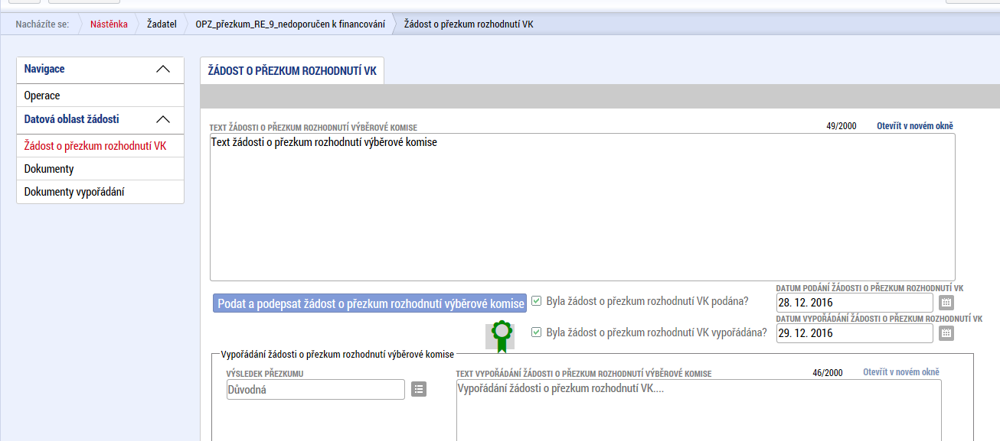 Nacházíte se: Nástěnka Žadatel OPZ_přezkum_RE_9_nedoporučen k financování Žádost o přezkum rozhodnutí VK
Navigace
Operace
Datová oblast žádosti
Žádost o přezkum rozhodnutí VK
Dokumenty
Dokumenty vypořádání
ŽÁDOST O PŘEZKUM ROZHODNUTÍ VK
TEXT ŽÁDOSTI O PŘEZKUM ROZHODNUTÍ VÝBĚROVÉ KOMISE 49/2000 Otevřít v novém okně
Text žádosti o přezkum rozhodnutí výběrové komise
Podat a podepsat žádost o přezkum rozhodnutí výběrové komise Byla žádost o přezkum rozhodnutí VK podána?
DATUM PODÁNÍ ŽÁDOSTI O PŘEZKUM ROZHODNUTÍ VK
28. 12. 2016
DATUM VYPOŘÁDÁNÍ ŽÁDOSTI O PŘEZKUM ROZHODNUTÍ VK
Byla žádost o přezkum rozhodnutí VK vypořádána? 29. 12. 2016
Vypořádání žádosti o přezkum rozhodnutí výběrové komise
VÝSLEDEK PŘEZKUMU
Důvodná
TEXT VYPOŘÁDÁNÍ ŽÁDOSTI O PŘEZKUM ROZHODNUTÍ VÝBĚROVÉ KOMISE 46/2000 Otevřít v novém okně
Vypořádání žádosti o přezkum rozhodnutí VK....